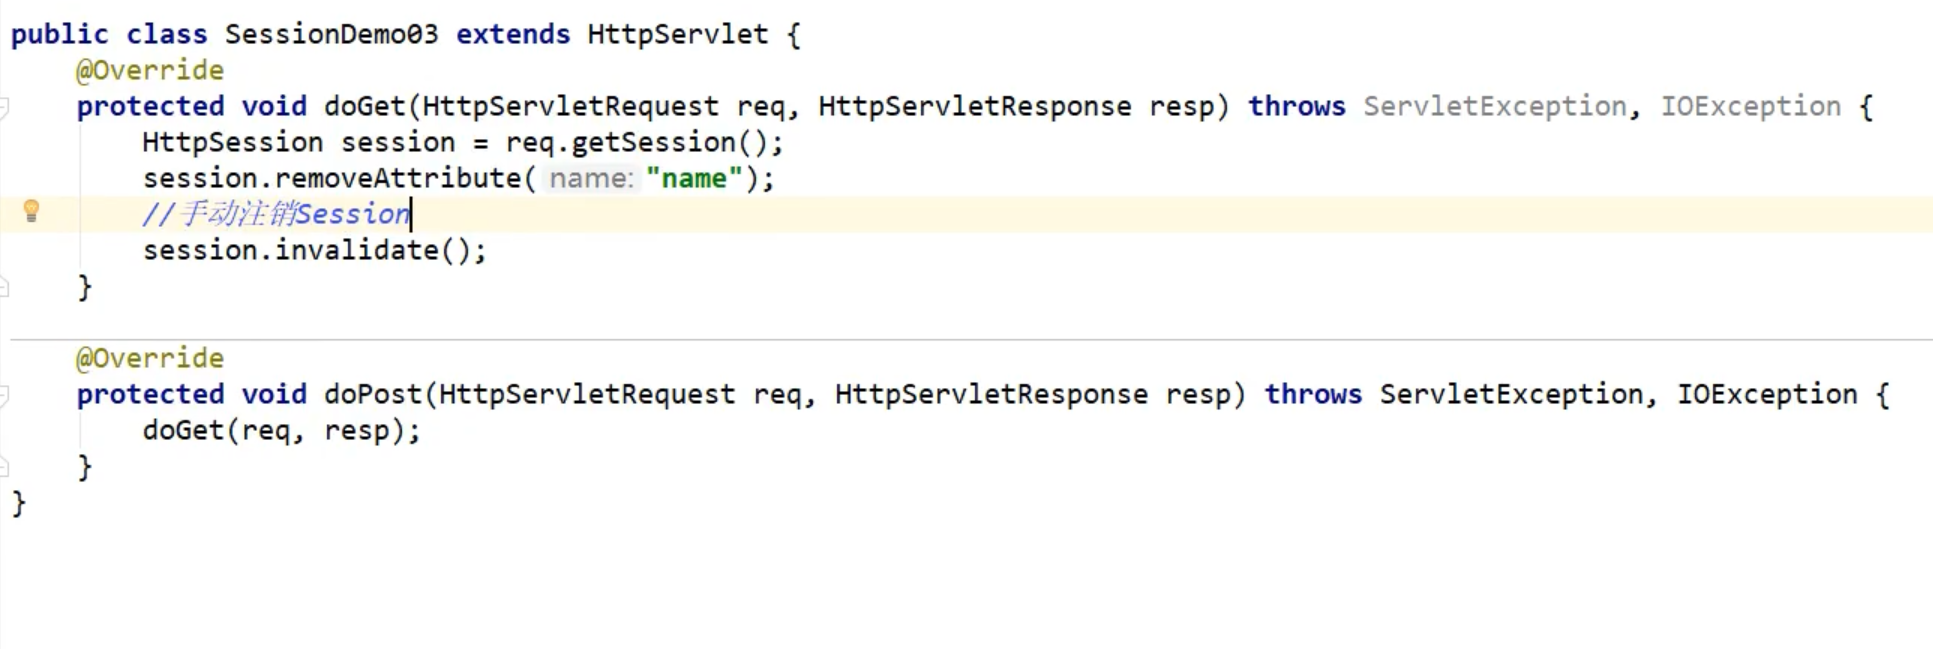 public class SessionDemo03 extends HttpServlet {
@Override
protected void doGet(HttpServletRequest req, HttpServletResponse resp) throws ServletException, IOException {
HttpSession session = req.getSession();
session.removeAttribute( name: "name");
//手动注销Session
session.invalidate();
}
@Override
protected void doPost(HttpServletRequest req, HttpServletResponse resp) throws ServletException, IOException {
doGet(req, resp);
}
}